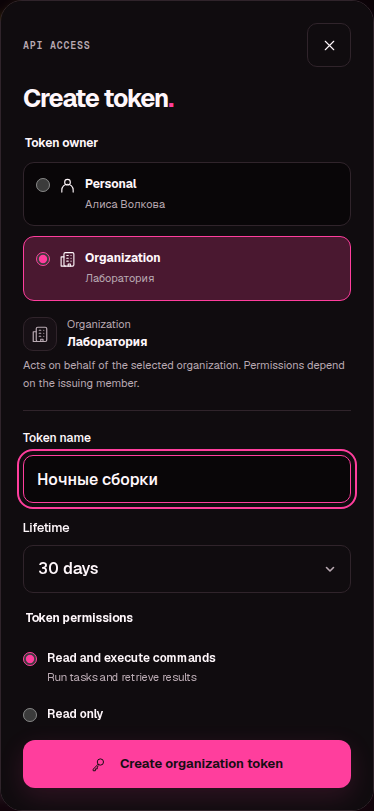 API ACCESS
Create token.
Token owner
Personal
Алиса Волкова
Organization
Лаборатория
Organization
Лаборатория
Acts on behalf of the selected organization. Permissions depend
on the issuing member.
Token name
Ночные сборки
Lifetime
30 days
Token permissions
Read and execute commands
Run tasks and retrieve results
Read only
Create organization token